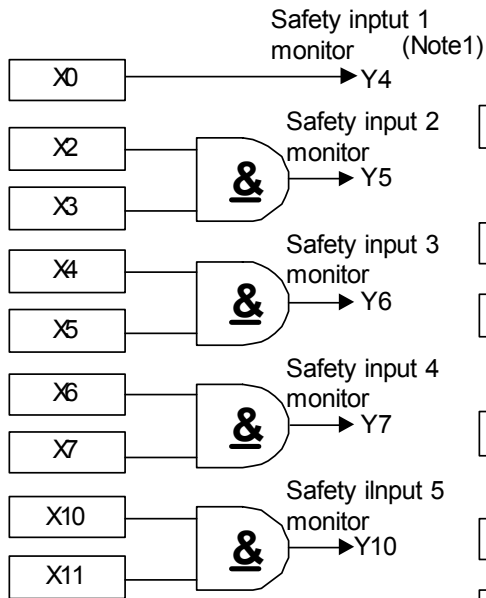 Safety inptut 1
monitor (Note1)
X0
Y4
Safety input 2
monitor
X2
&
Y5
X3
Safety input 3
monitor
X4
&
Y6
X5
Safety input 4
monitor
X6
&
Y7
X7
Safety ilnput 5
monitor
X10
&
Y10
X11